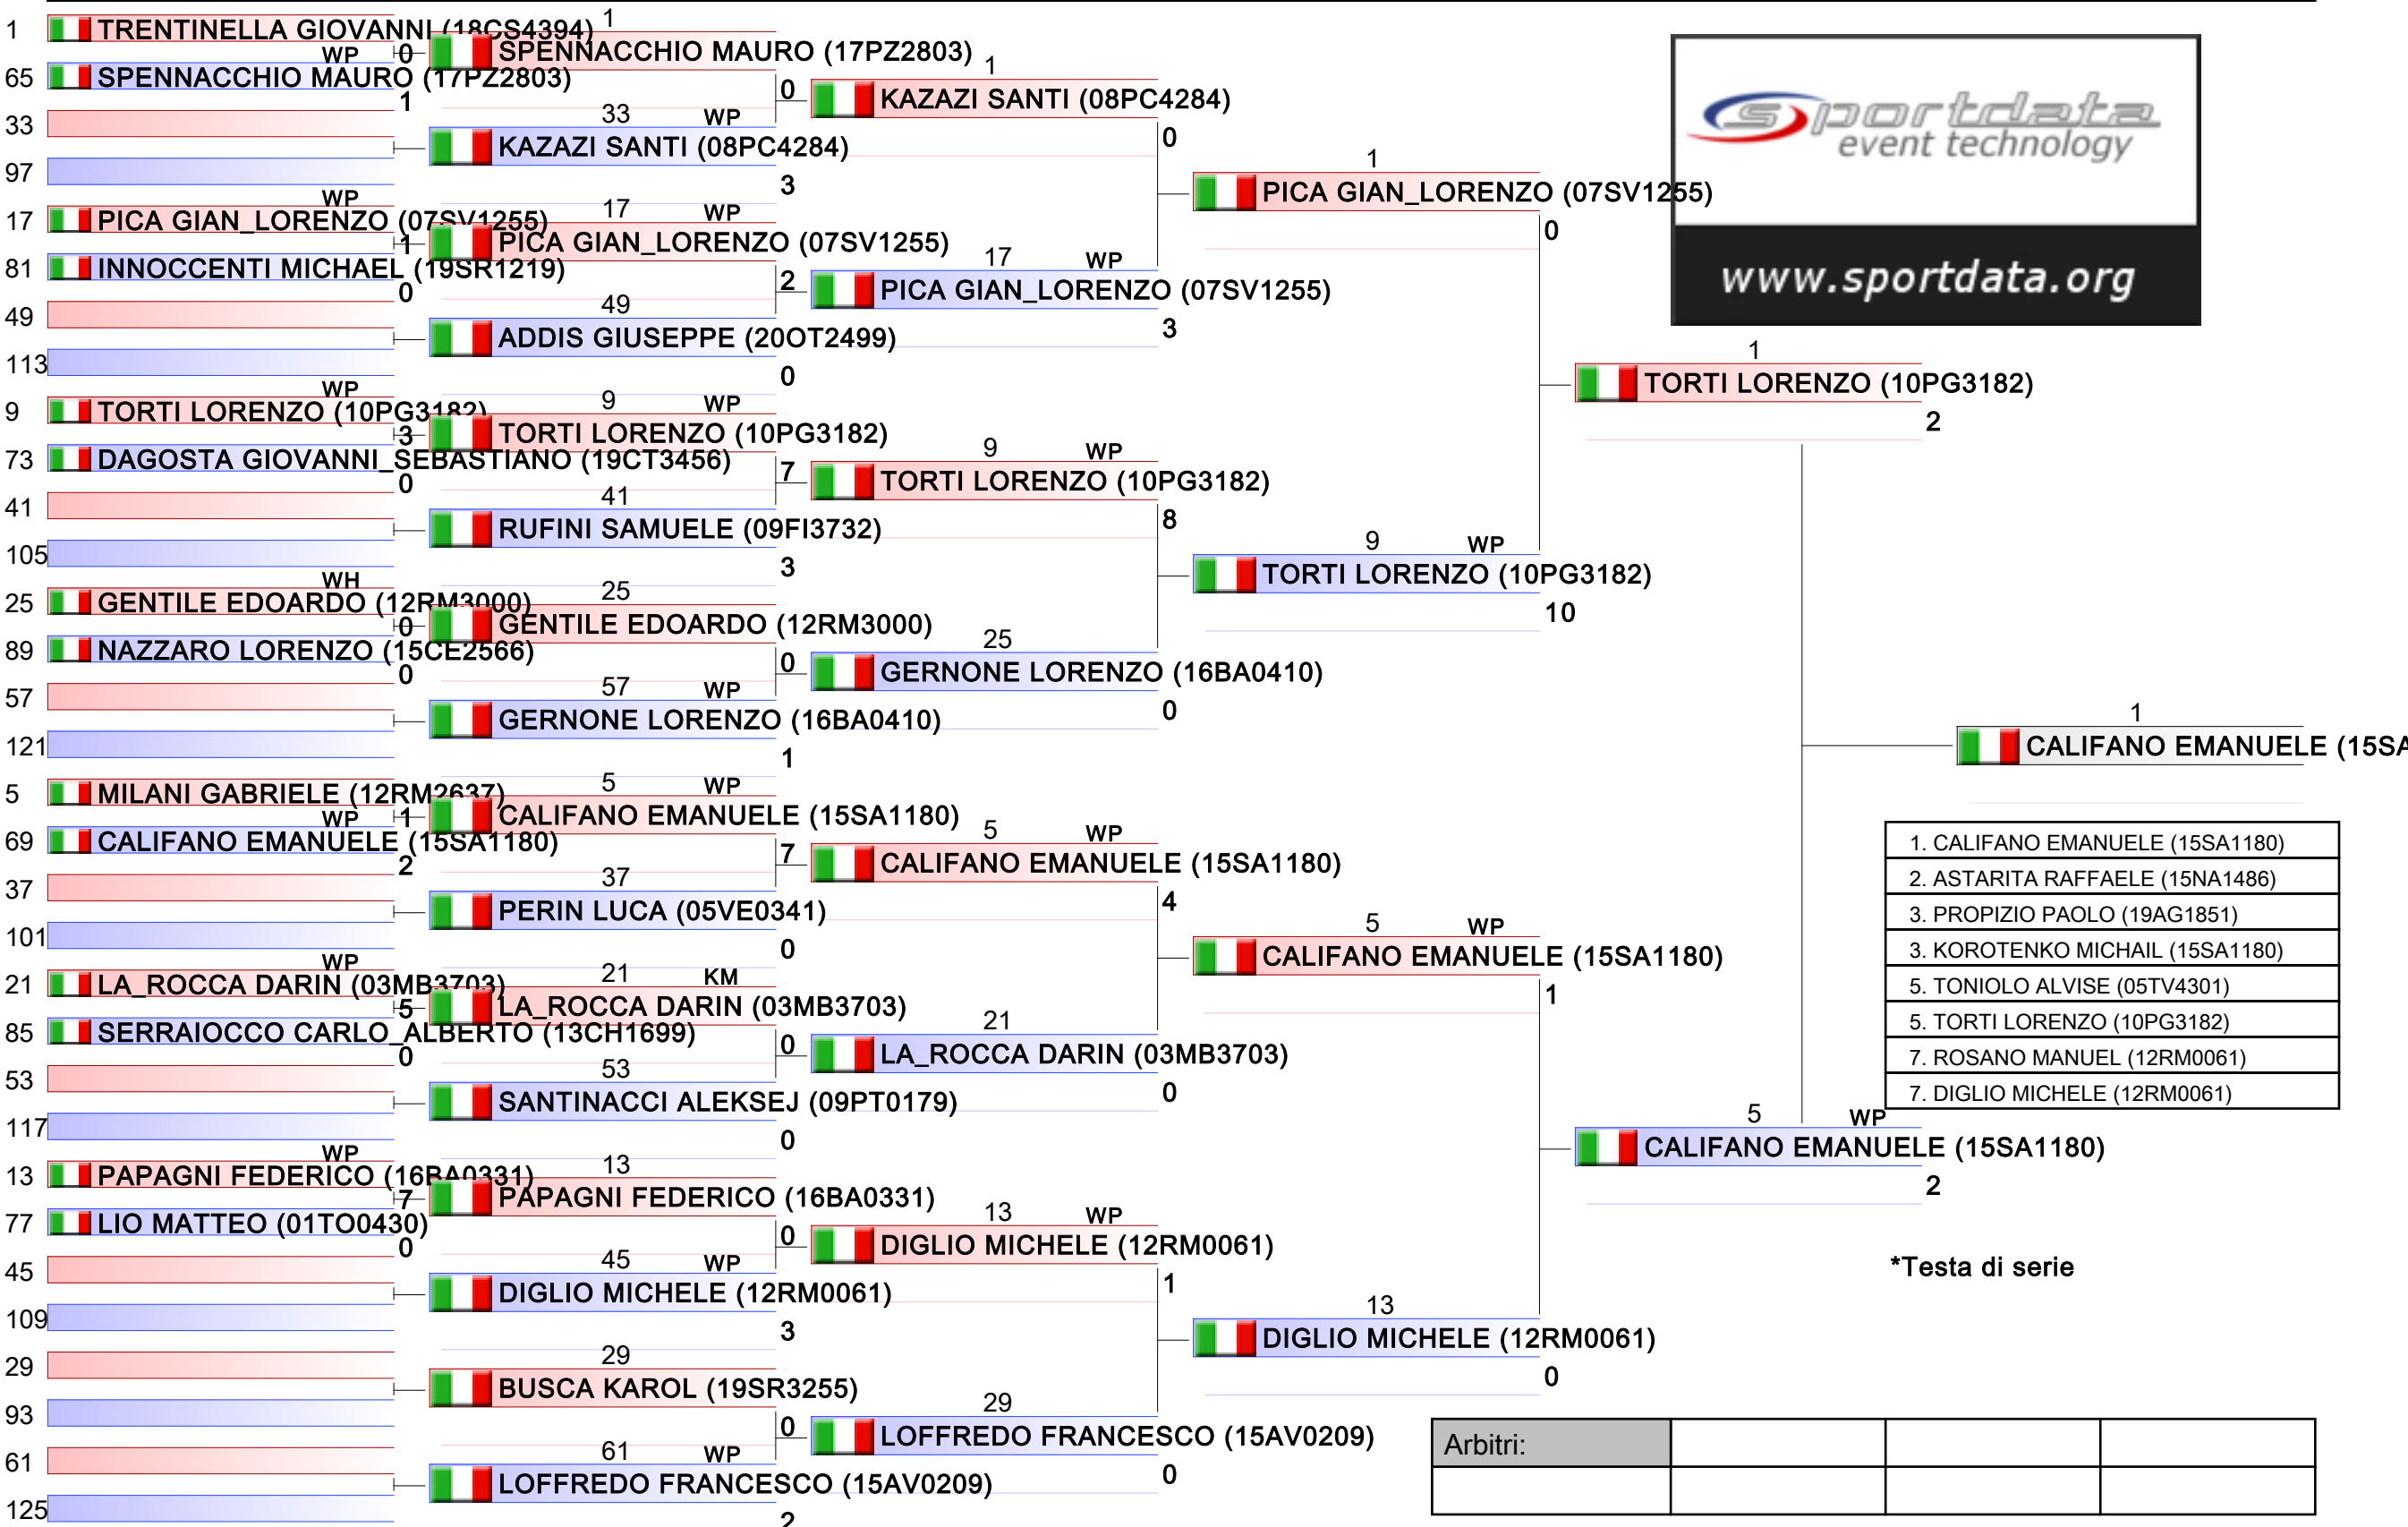 1 TRENTINELLA GIOVANNI (18CS4394)
WP 0
65 SPENNACCHIO MAURO (17PZ2803)
1
33
97
WP
17 PICA GIAN_LORENZO (07SV1255)
1
81 INNOCCENTI MICHAEL (19SR1219)
0
49
113
WP
9 TORTI LORENZO (10PG3182)
3
73 DAGOSTA GIOVANNI_SEBASTIANO (19CT3456)
0
41
105
WH
25 GENTILE EDOARDO (12RM3000)
0
89 NAZZARO LORENZO (15CE2566)
0
57
121
5 MILANI GABRIELE (12RM2637)
WP 1
69 CALIFANO EMANUELE (15SA1180)
2
37
101
WP
21 LA_ROCCA DARIN (03MB3703)
5
85 SERRAIOCCO CARLO_ALBERTO (13CH1699)
0
53
117
WP
13 PAPAGNI FEDERICO (16BA0331)
7
77 LIO MATTEO (01TO0430)
0
45
109
29
93
61
125
1
SPENNACCHIO MAURO (17PZ2803)
0
33 WP
KAZAZI SANTI (08PC4284)
3
17 WP
PICA GIAN_LORENZO (07SV1255)
2
49
ADDIS GIUSEPPE (20OT2499)
0
9 WP
TORTI LORENZO (10PG3182)
7
41
RUFINI SAMUELE (09FI3732)
3
25
GENTILE EDOARDO (12RM3000)
0
57 WP
GERNONE LORENZO (16BA0410)
1
5 WP
CALIFANO EMANUELE (15SA1180)
7
37
PERIN LUCA (05VE0341)
0
21 KM
LA_ROCCA DARIN (03MB3703)
0
53
SANTINACCI ALEKSEJ (09PT0179)
0
13
PAPAGNI FEDERICO (16BA0331)
0
45 WP
DIGLIO MICHELE (12RM0061)
3
29
BUSCA KAROL (19SR3255)
0
61 WP
LOFFREDO FRANCESCO (15AV0209)
2
1
KAZAZI SANTI (08PC4284)
0
17 WP
PICA GIAN_LORENZO (07SV1255)
3
9 WP
TORTI LORENZO (10PG3182)
8
25
GERNONE LORENZO (16BA0410)
0
5 WP
CALIFANO EMANUELE (15SA1180)
4
21
LA_ROCCA DARIN (03MB3703)
0
13 WP
DIGLIO MICHELE (12RM0061)
1
29
LOFFREDO FRANCESCO (15AV0209)
0
1
PICA GIAN_LORENZO (07SV1255)
0
9 WP
TORTI LORENZO (10PG3182)
10
5 WP
CALIFANO EMANUELE (15SA1180)
1
13
DIGLIO MICHELE (12RM0061)
0
sportdata
event technology
www.sportdata.org
1
TORTI LORENZO (10PG3182)
2
5 WP
CALIFANO EMANUELE (15SA1180)
2
1
CALIFANO EMANUELE (15SA
1. CALIFANO EMANUELE (15SA1180)
2. ASTARITA RAFFAELE (15NA1486)
3. PROPIZIO PAOLO (19AG1851)
3. KOROTENKO MICHAIL (15SA1180)
5. TONIOLO ALVISE (05TV4301)
5. TORTI LORENZO (10PG3182)
7. ROSANO MANUEL (12RM0061)
7. DIGLIO MICHELE (12RM0061)
*Testa di serie
Arbitri: